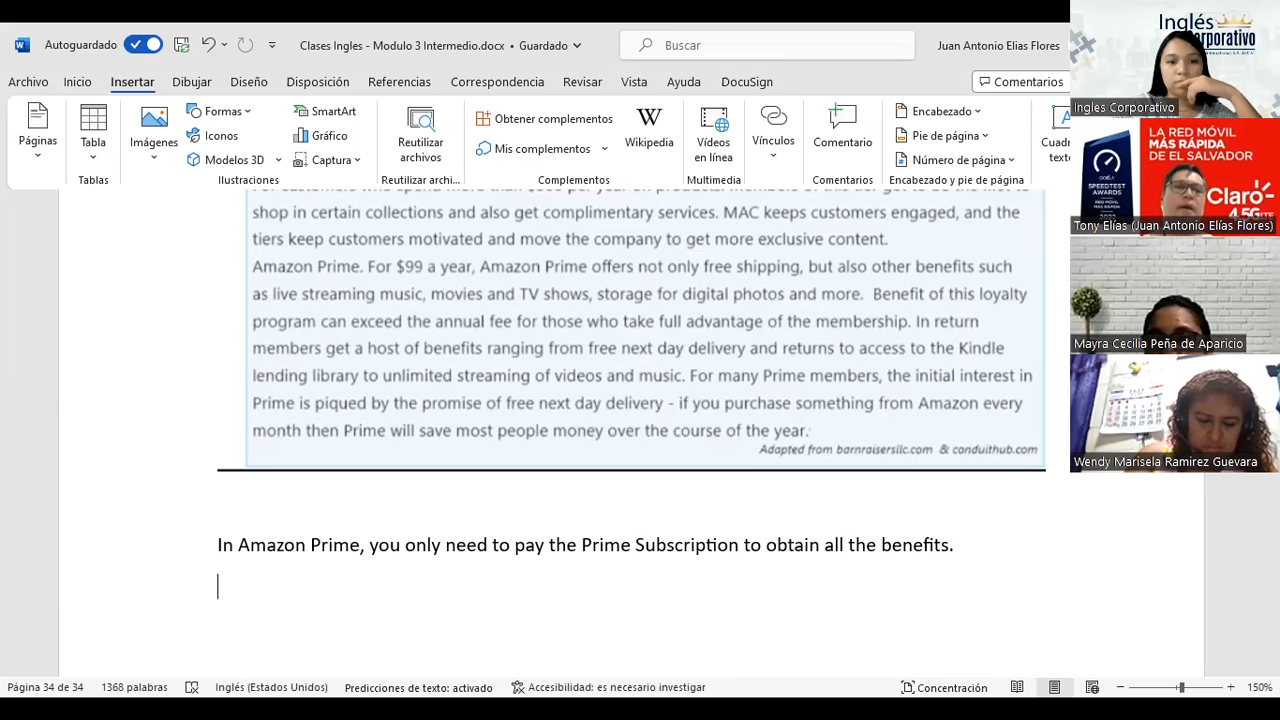 Autoguardado
Clases Ingles - Modulo 3 Intermedio.docx • Guardado
Buscar
Juan Antonio Elias Flores
Archivo Inicio Insertar Dibujar Diseño Disposición Referencias Correspondencia Revisar Vista Ayuda DocuSign
Comentarios
Páginas
Tabla
Imágenes
Formas
Iconos
Modelos 3D
SmartArt
Gráfico
Captura
Reutilizar archivos
Obtener complementos
Mis complementos
Wikipedia
Vídeos en línea
Vínculos
Comentario
Encabezado
Pie de página
Número de página
Cuadr
texto
Tablas
Ilustraciones
Reutilizar archi...
Complementos
Multimedia
Comentarios
Encabezado y pie de página
shop in certain collections and also get complimentary services. MAC keeps customers engaged, and the
tiers keep customers motivated and move the company to get more exclusive content.
Amazon Prime. For $99 a year, Amazon Prime offers not only free shipping, but also other benefits such
as live streaming music, movies and TV shows, storage for digital photos and more. Benefit of this loyalty
program can exceed the annual fee for those who take full advantage of the membership. In return
members get a host of benefits ranging from free next day delivery and returns to access to the Kindle
lending library to unlimited streaming of videos and music. For many Prime members, the initial interest in
Prime is piqued by the promise of free next day delivery - if you purchase something from Amazon every
month then Prime will save most people money over the course of the year.
Adapted from barnraisersllc.com & conduithub.com
In Amazon Prime, you only need to pay the Prime Subscription to obtain all the benefits.
Página 34 de 34
1368 palabras
Inglés (Estados Unidos)
Predicciones de texto: activado
Accesibilidad: es necesario investigar
Concentración
150%
Inglés
Corporativo
Ingles Corporativo
SPEEDTEST
AWARDS
LA RED MÓVIL
MÁS RÁPIDA
DE EL SALVADOR
Claro
4.5G LTE
Tony Elías (Juan Antonio Elías Flores)
Mayra Cecilia Peña de Aparicio
Wendy Marisela Ramirez Guevara